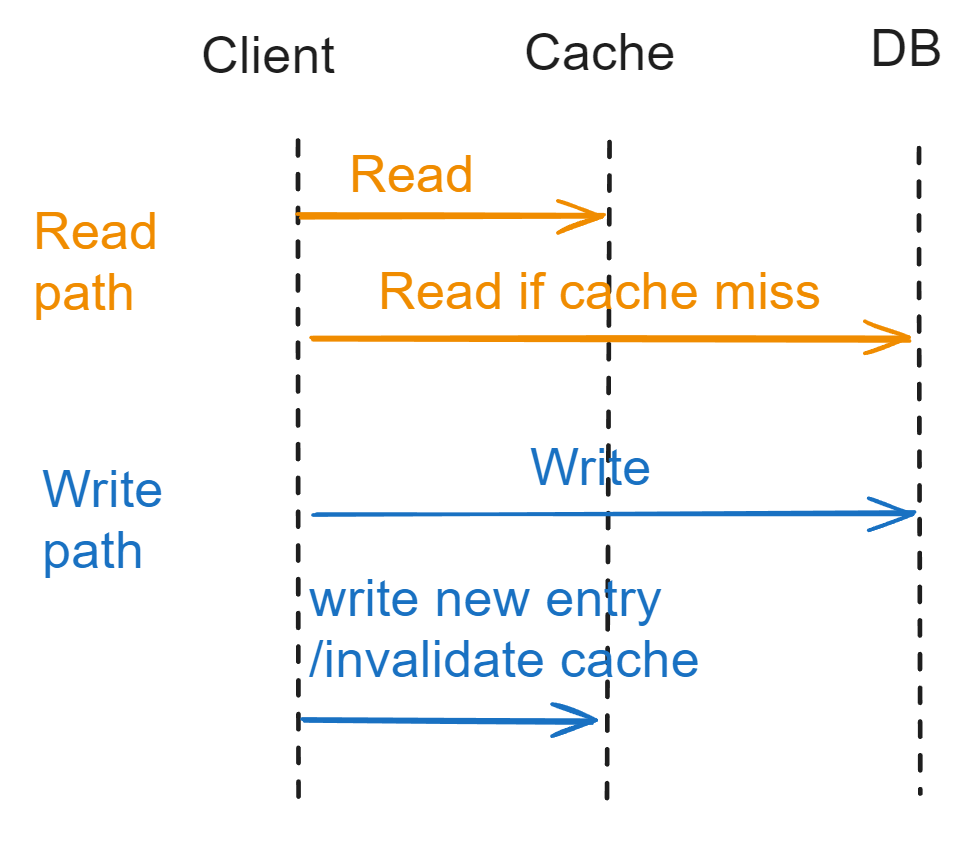 Client
Cache
DB
Read
Read
path
Read if cache miss
Write
Write
path
write new entry
/invalidate cache